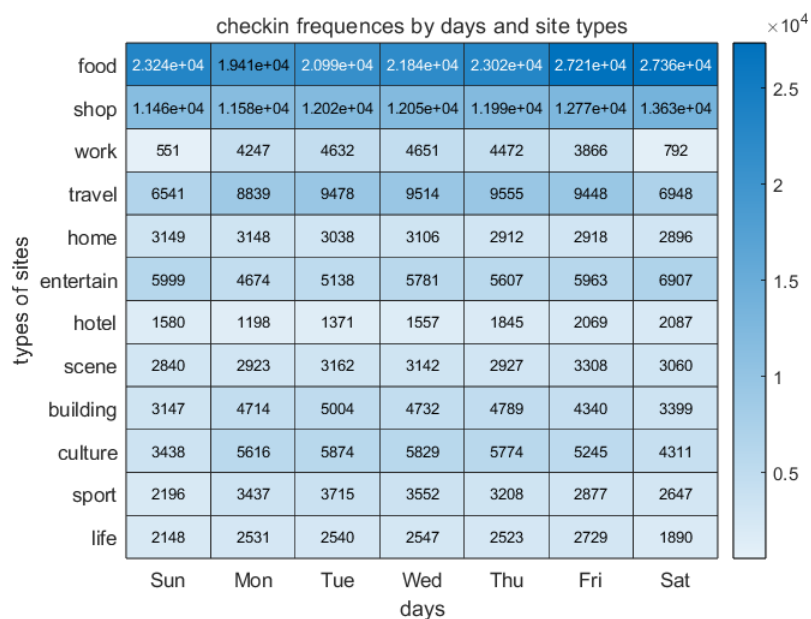 checkin frequences by days and site types
×10^4
food 2.324e+04 1.941e+04 2.099e+04 2.184e+04 2.302e+04 2.721e+04 2.736e+04
shop 1.146e+04 1.158e+04 1.202e+04 1.205e+04 1.199e+04 1.277e+04 1.363e+04
work 551 4247 4632 4651 4472 3866 792
travel 6541 8839 9478 9514 9555 9448 6948
home 3149 3148 3038 3106 2912 2918 2896
entertain 5999 4674 5138 5781 5607 5963 6907
hotel 1580 1198 1371 1557 1845 2069 2087
scene 2840 2923 3162 3142 2927 3308 3060
building 3147 4714 5004 4732 4789 4340 3399
culture 3438 5616 5874 5829 5774 5245 4311
sport 2196 3437 3715 3552 3208 2877 2647
life 2148 2531 2540 2547 2523 2729 1890
Sun Mon Tue Wed Thu Fri Sat
days
types of sites
2.5
2
1.5
1
0.5